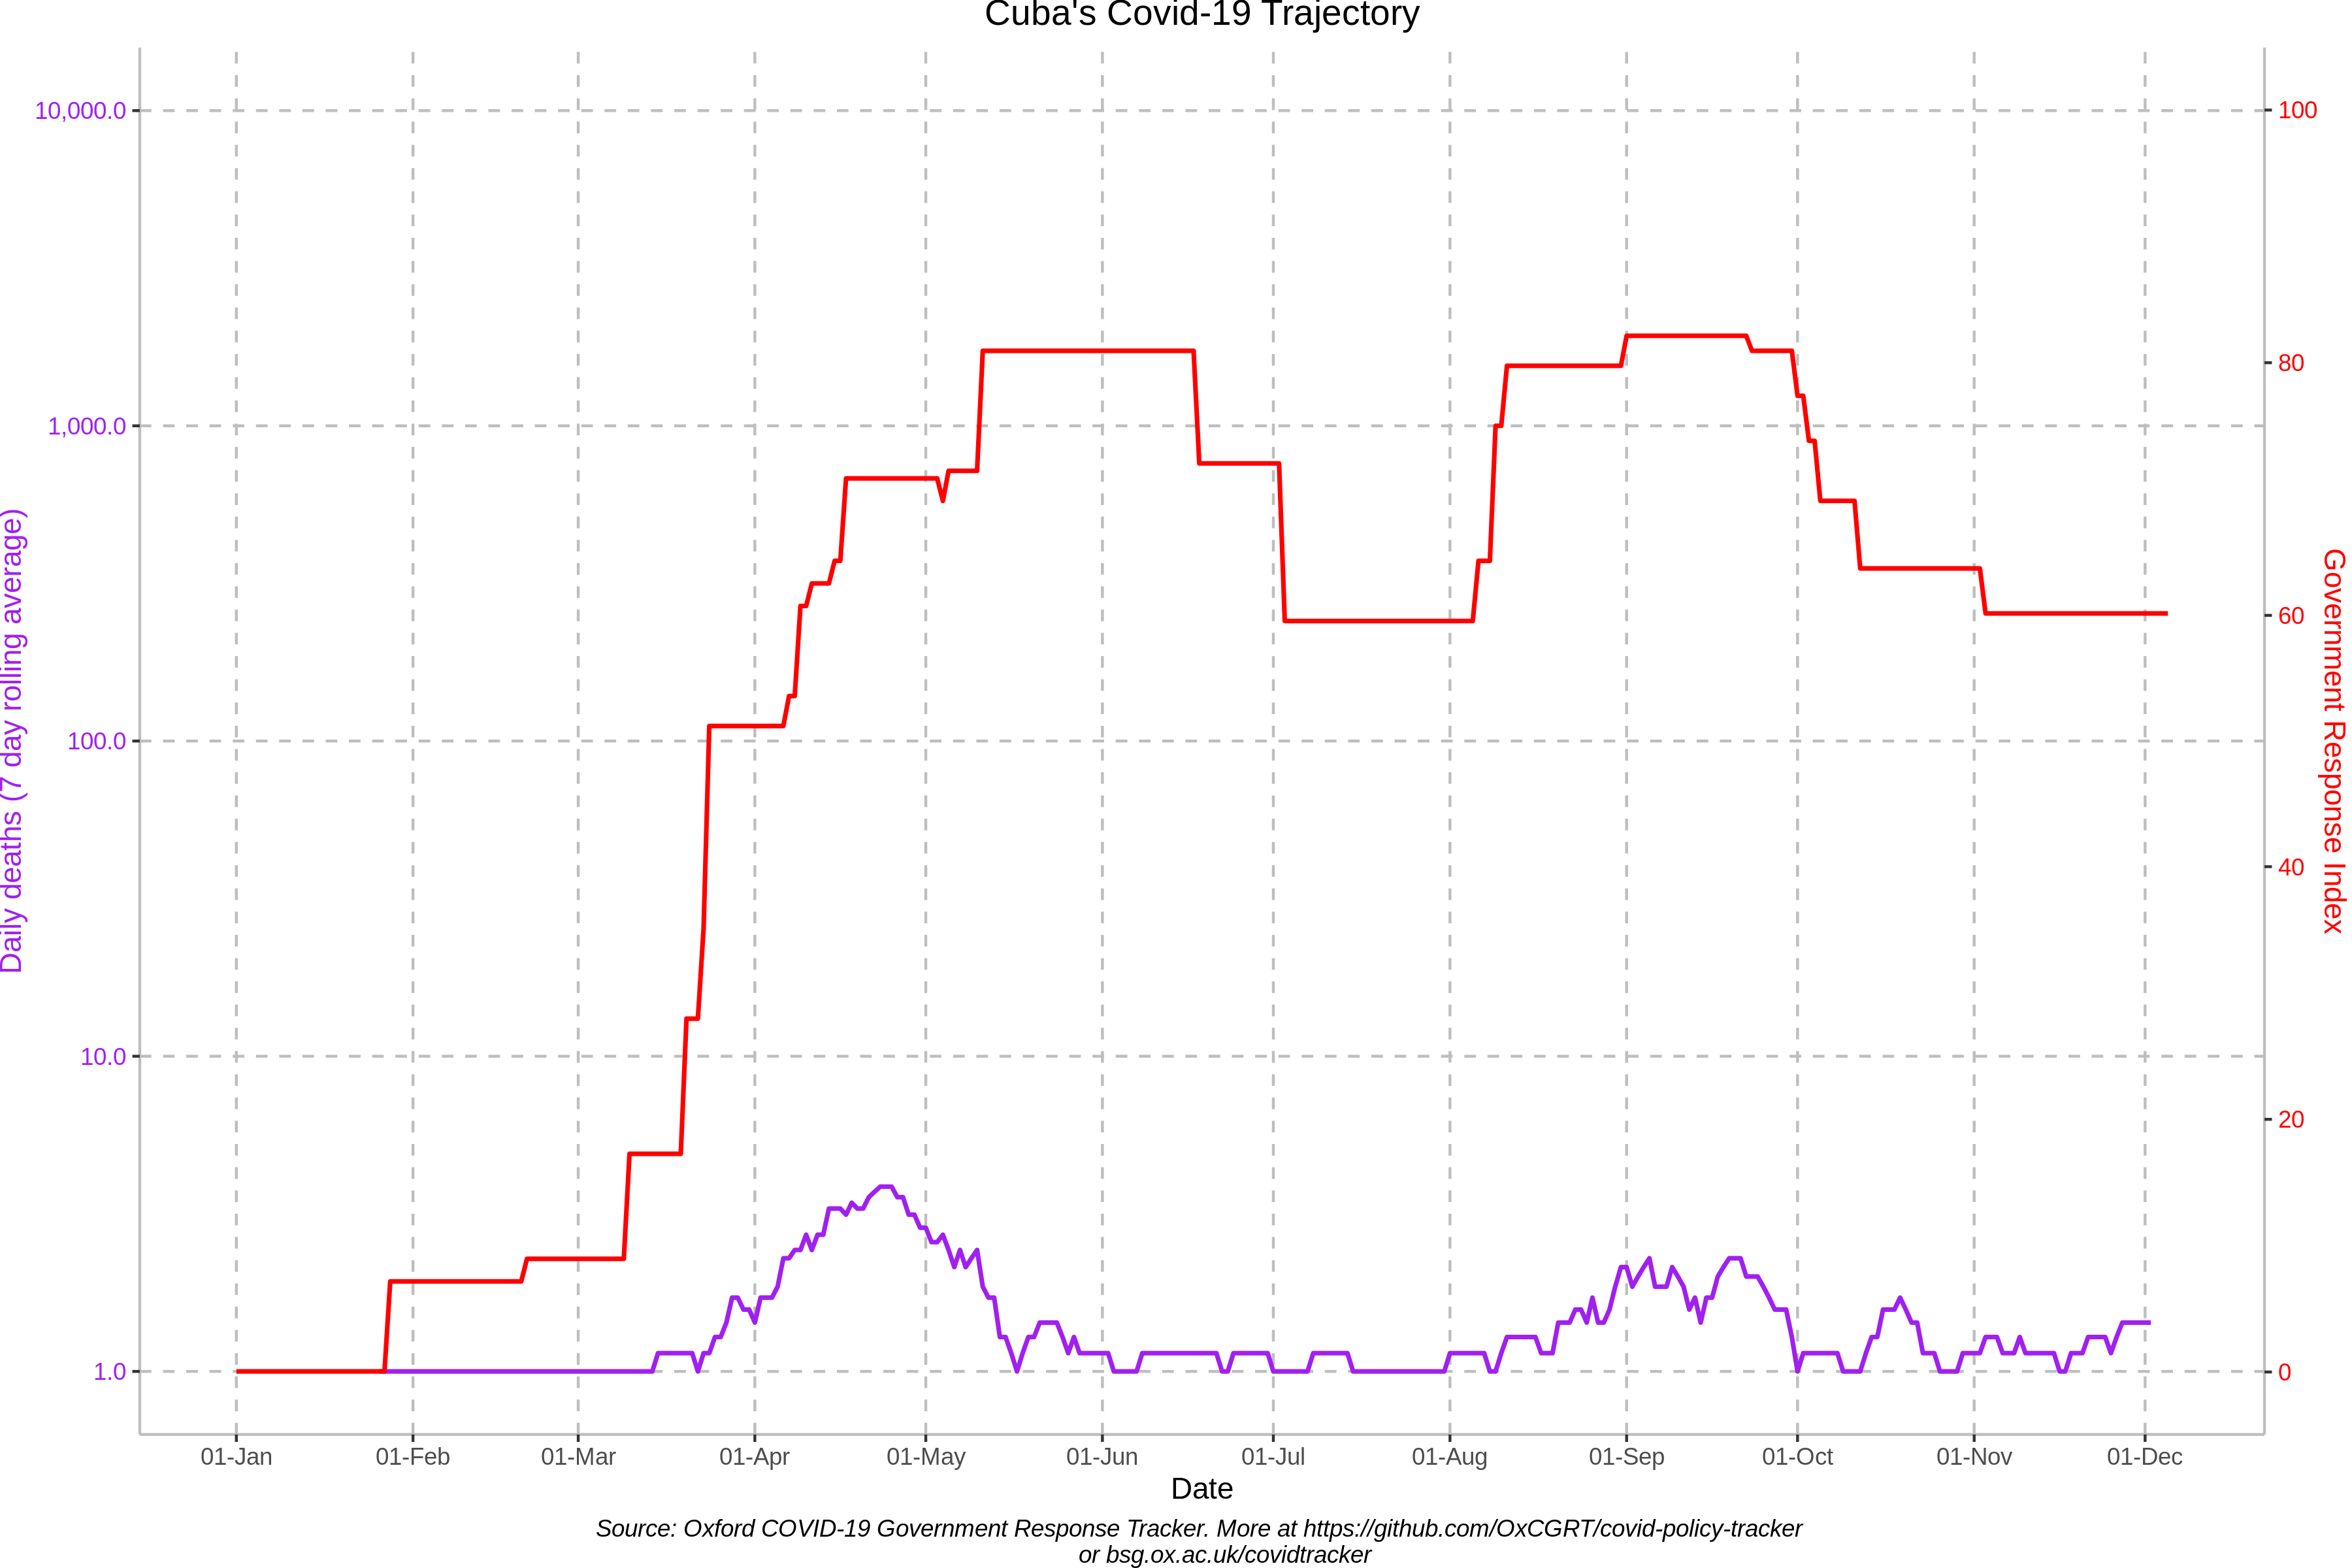 Cuba's Covid-19 Trajectory
10,000.0
1,000.0
100.0
10.0
1.0
Daily deaths (7 day rolling average)
100
80
60
40
20
0
Government Response Index
01-Jan
01-Feb
01-Mar
01-Apr
01-May
01-Jun
01-Jul
01-Aug
01-Sep
01-Oct
01-Nov
01-Dec
Date
Source: Oxford COVID-19 Government Response Tracker. More at https://github.com/OxCGRT/covid-policy-tracker
or bsg.ox.ac.uk/covidtracker